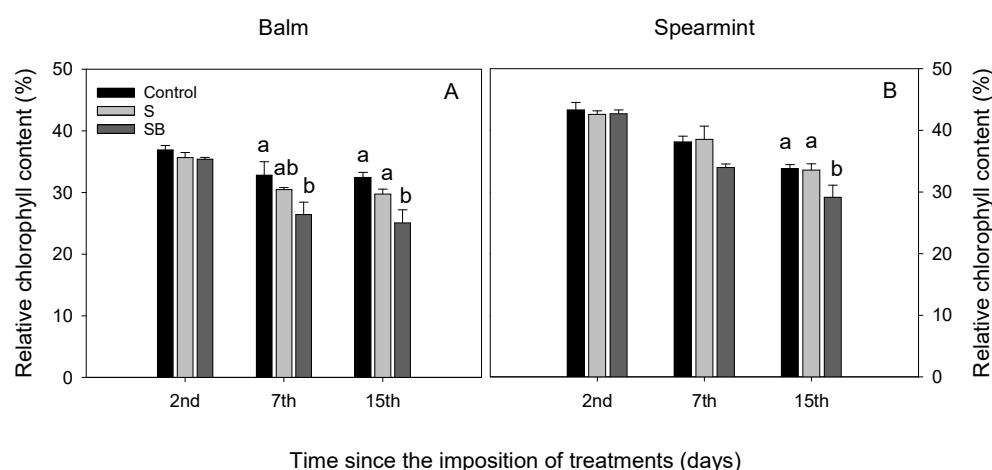 Balm
Spearmint
Relative chlorophyll content (%)
50
40
30
20
10
0
Control
S
SB
A
a
ab
b
a
a
b
2nd
7th
15th
B
a
a
b
2nd
7th
15th
50
40
30
20
10
0
Relative chlorophyll content (%)
Time since the imposition of treatments (days)